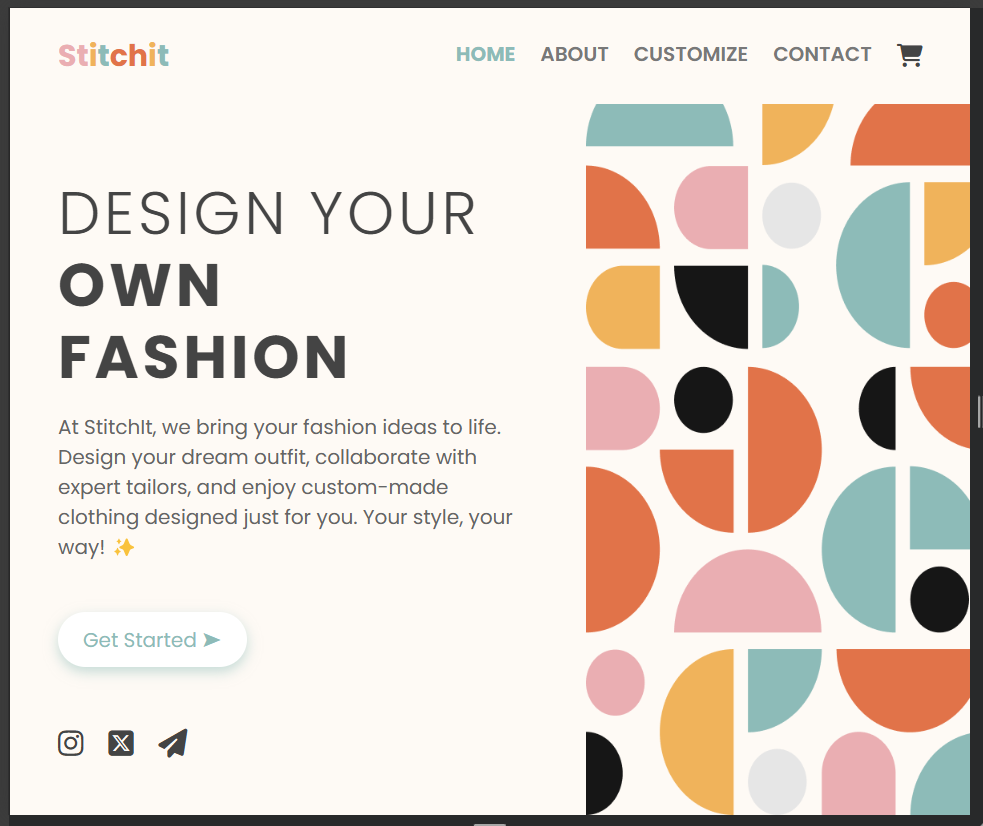 Stitchit
HOME ABOUT CUSTOMIZE CONTACT
DESIGN YOUR
OWN
FASHION
At StitchIt, we bring your fashion ideas to life.
Design your dream outfit, collaborate with
expert tailors, and enjoy custom-made
clothing designed just for you. Your style, your
way! ✨
Get Started ➤